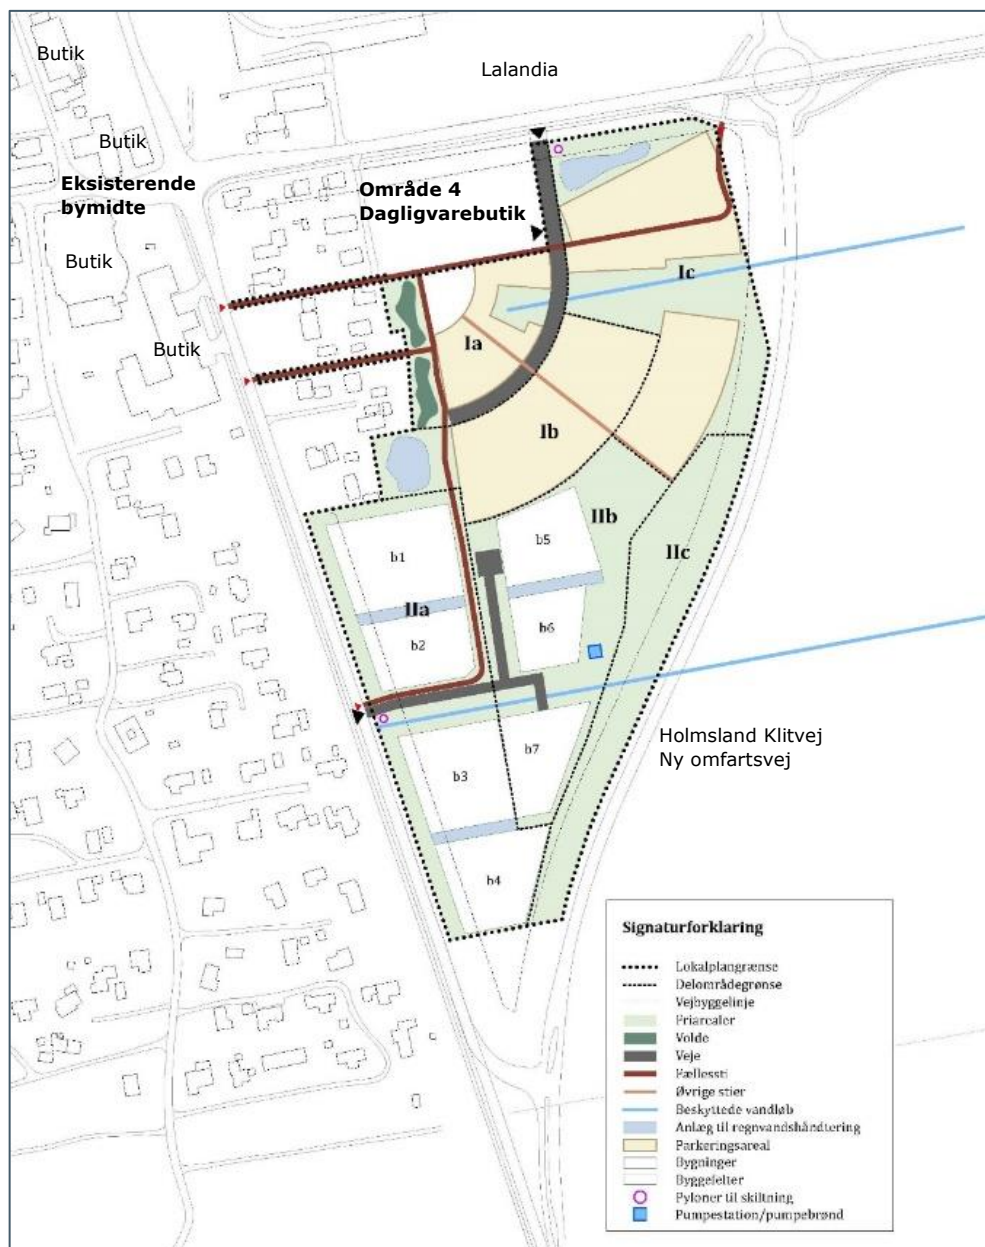 Butik
Lalandia
Butik
Eksisterende
bymidte
Område 4
Dagligvarebutik
Butik
Ic
Butik
Ia
Ib
IIb
b5
b1
IIc
IIa
b6
b2
b7
b3
Holmsland Klitvej
Ny omfartsvej
b4
Signaturforklaring
Lokalplangrænse
Delområdegrænse
Vejbyggelinje
Friarealer
Volde
Veje
Fællessti
Øvrige stier
Beskyttede vandløb
Anlæg til regnvandshåndtering
Parkeringsareal
Bygninger
Byggefelter
Pyloner til skiltning
Pumpestation/pumpebrønd